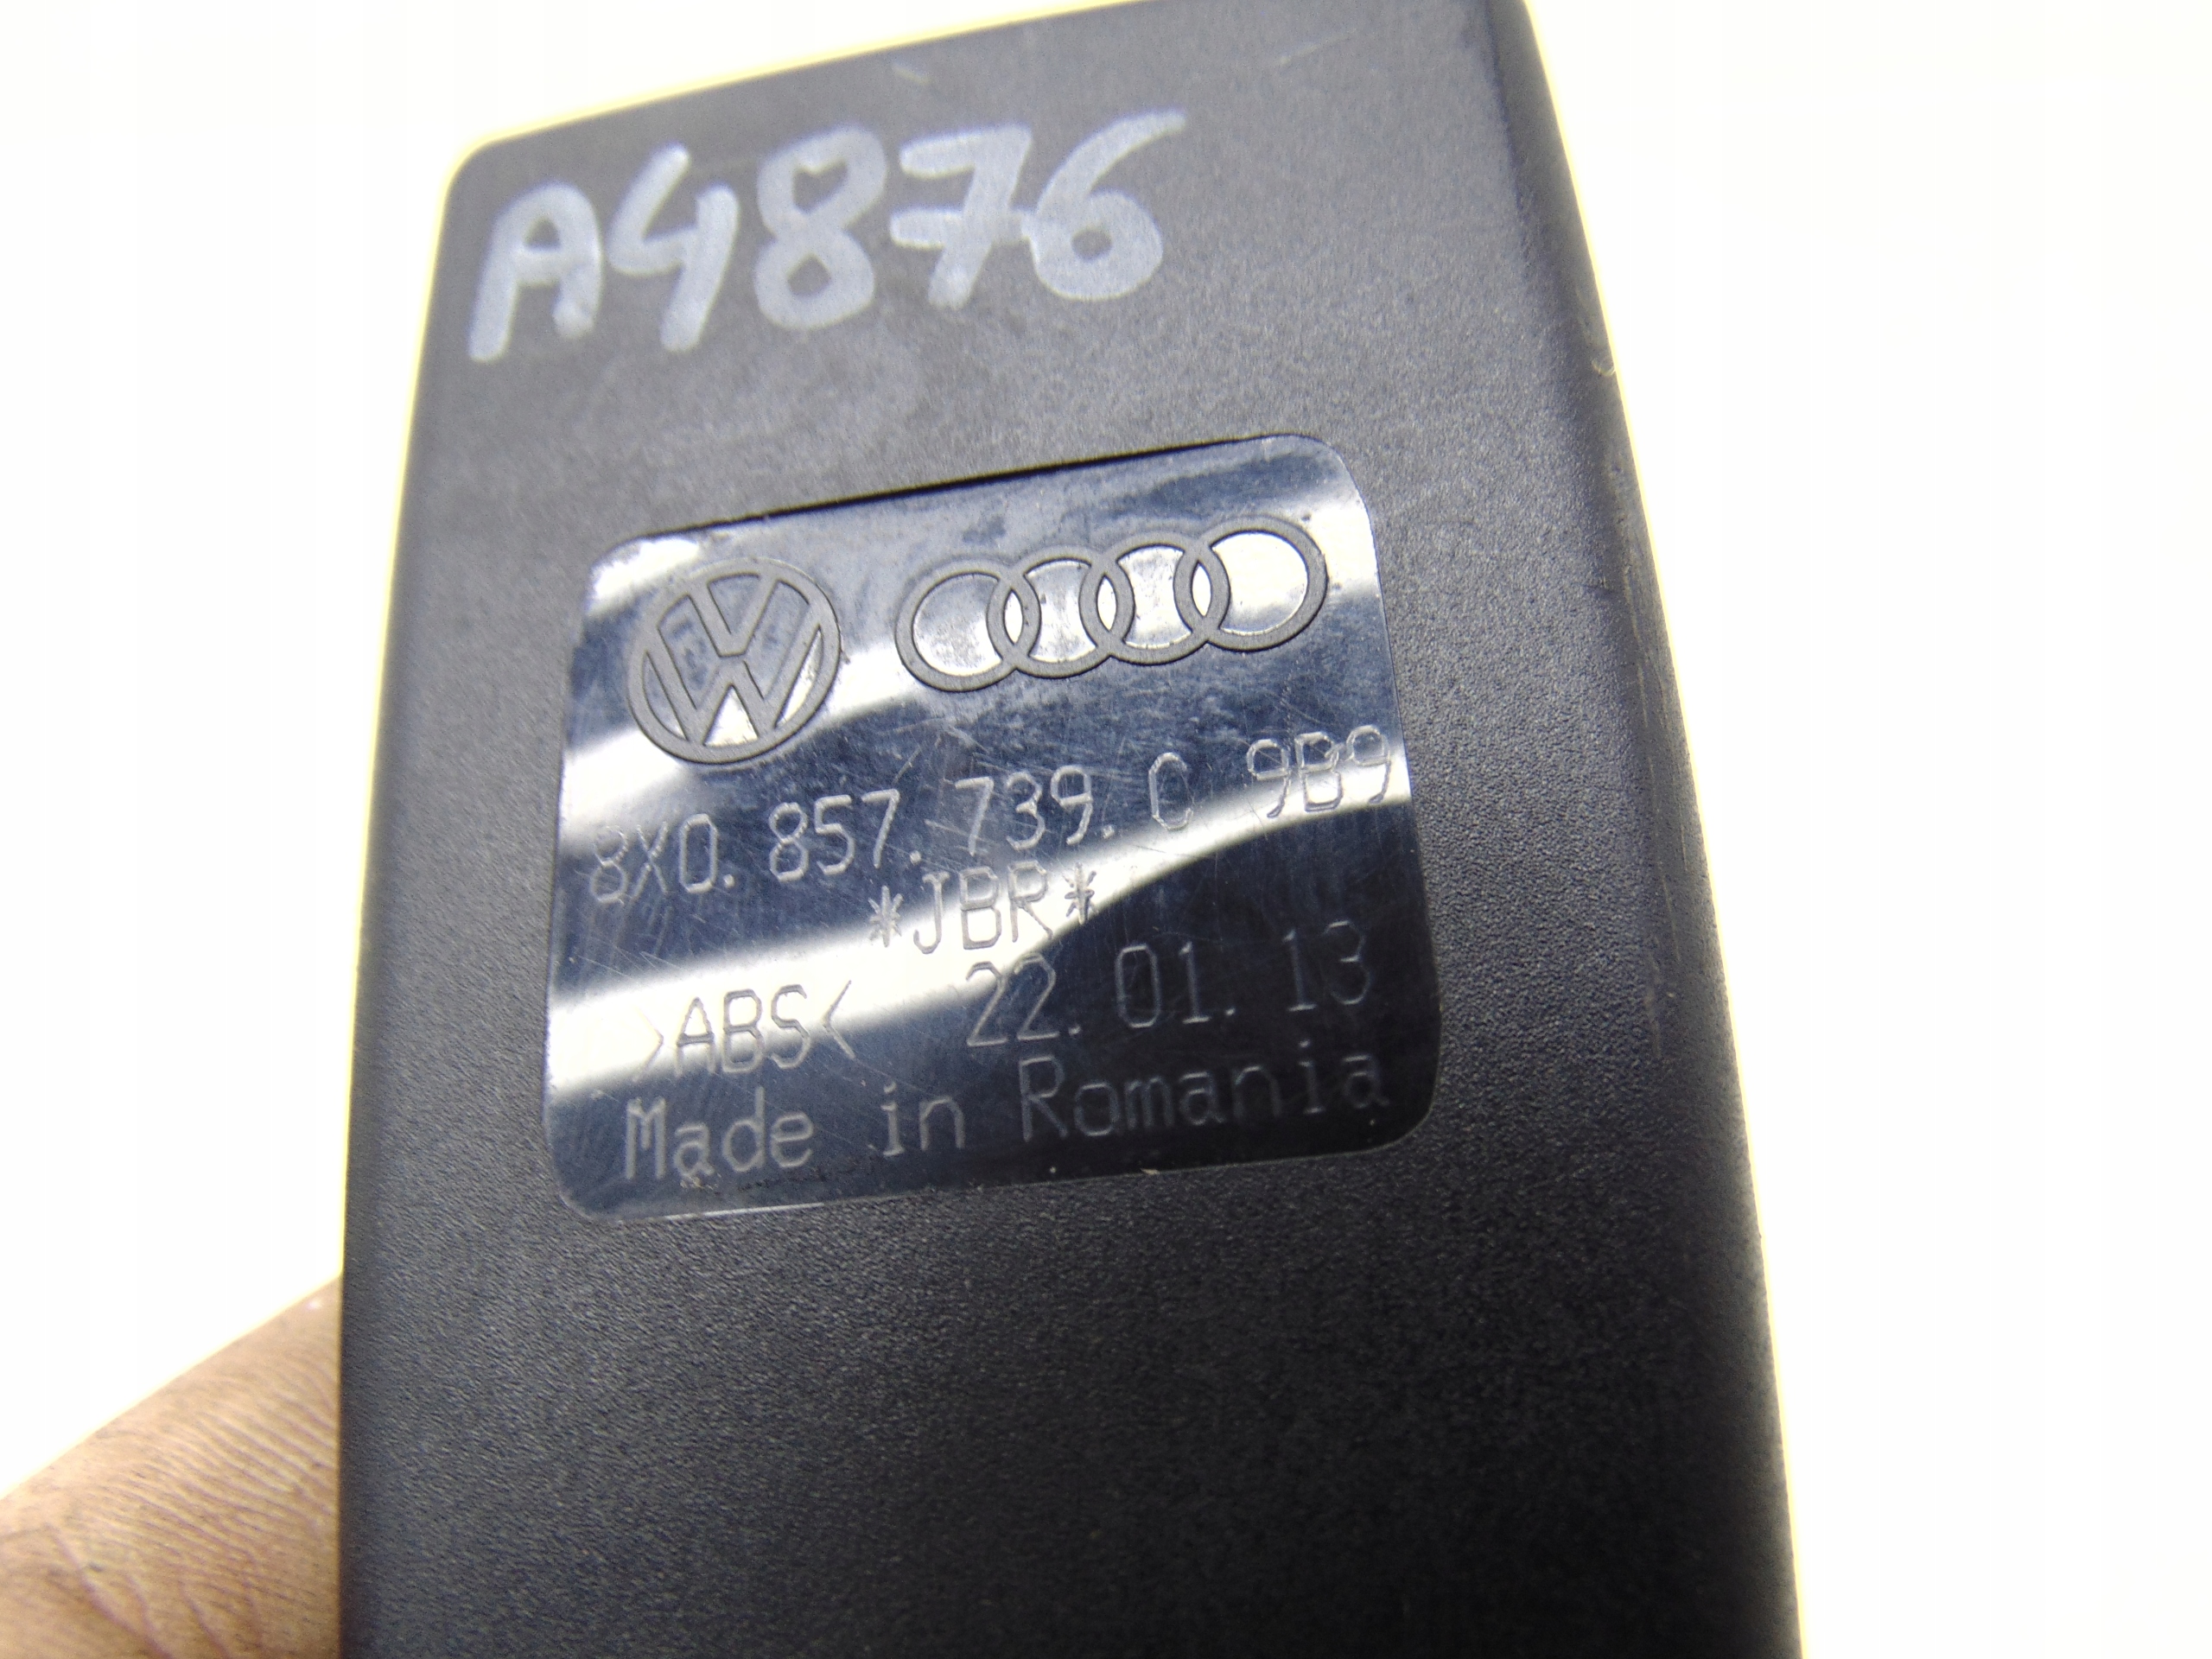 A4876
8X0.857.739.C 9B9
*JBR*
>ABS< 22.01.13
Made in Romania